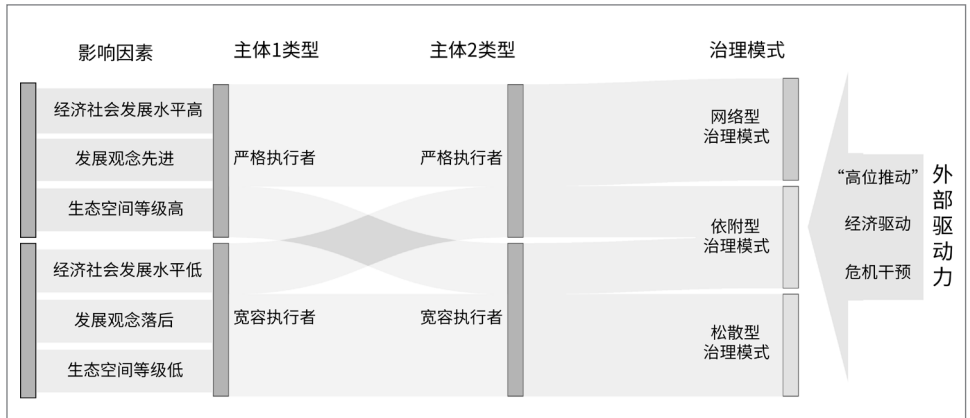 影响因素
主体1类型
主体2类型
治理模式
经济社会发展水平高
发展观念先进
生态空间等级高
经济社会发展水平低
发展观念落后
生态空间等级低
严格执行者
宽容执行者
严格执行者
宽容执行者
网络型
治理模式
依附型
治理模式
松散型
治理模式
“高位推动”
经济驱动
危机干预
外部驱动力